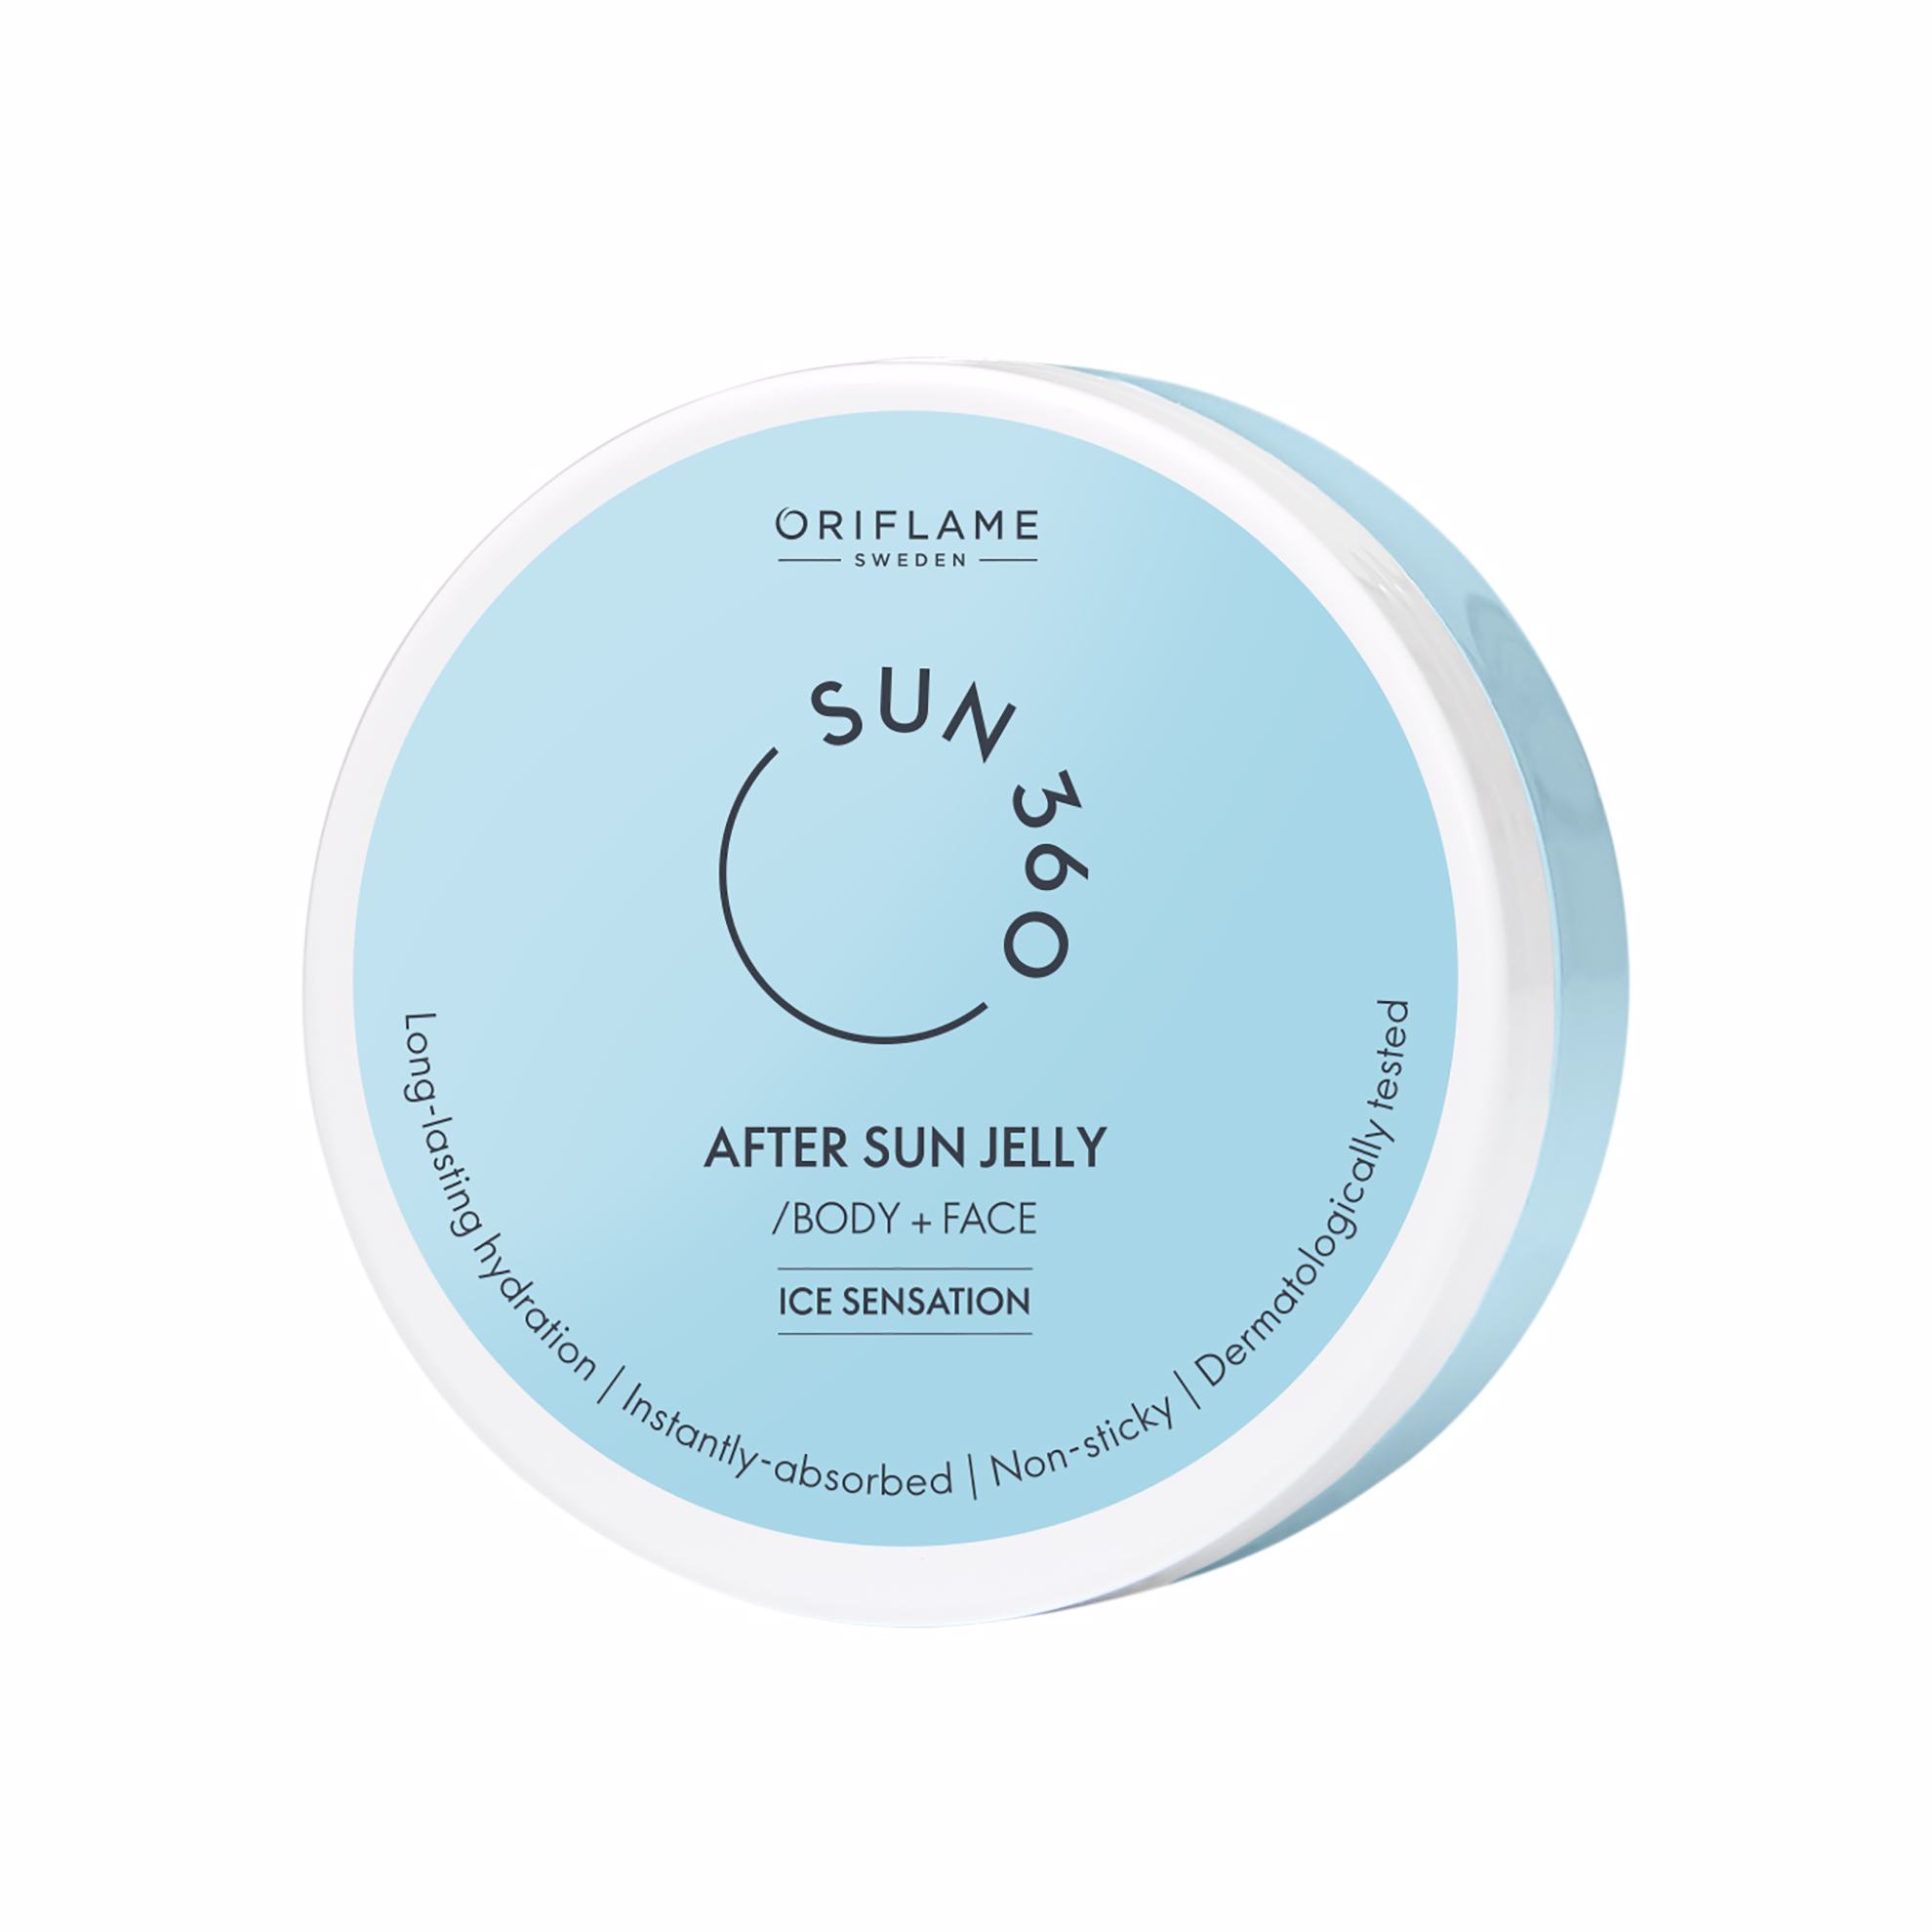 ORIFLAME
SWEDEN
SUN 360
AFTER SUN JELLY
/BODY + FACE
ICE SENSATION
Long-lasting hydration | Instantly-absorbed | Non-sticky | Dermatologically tested